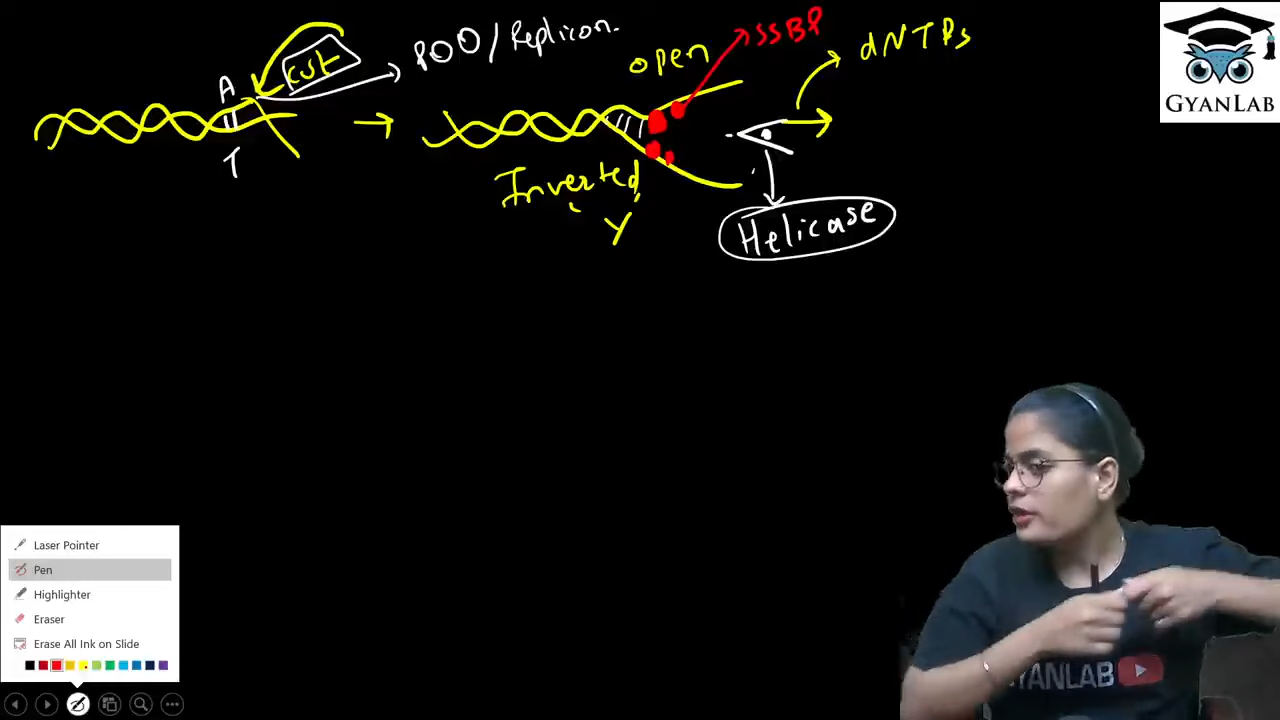 A
cut
POO/Replicon.
T
open
SSBP
dNTPs
Inverted
Y
Helicase
GYANLAB
Laser Pointer
Pen
Highlighter
Eraser
Erase All Ink on Slide
GYANLAB